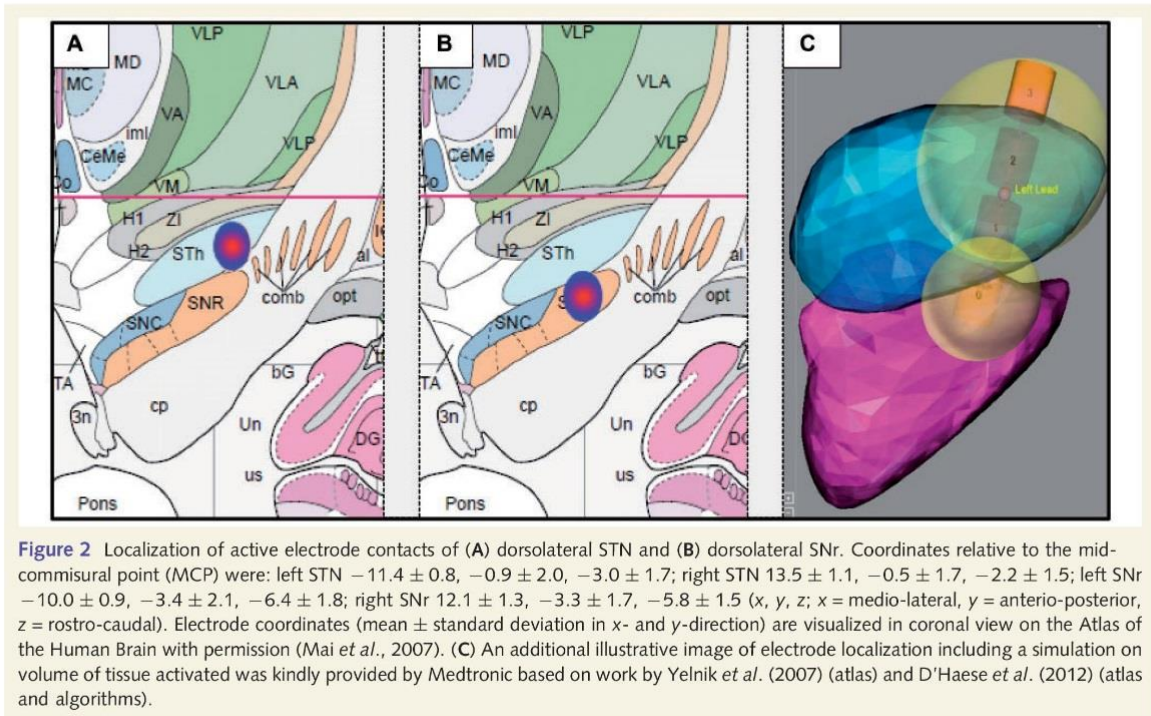 A
B
C
VLP
MD
MC
VLA
VA
iml
VLP
CeMe
VM
H1
ZI
H2
STh
al
comb
opt
SNR
SNC
TA
bG
3n
cp
Un
DG
us
Pons
VLP
MD
MC
VLA
VA
iml
VLP
CeMe
VM
H1
ZI
H2
STh
al
comb
opt
SNC
TA
bG
3n
cp
Un
us
Pons
3
2
Left Lead
1
0
Figure 2 Localization of active electrode contacts of (A) dorsolateral STN and (B) dorsolateral SNr. Coordinates relative to the mid-
commisural point (MCP) were: left STN −11.4 ± 0.8, −0.9 ± 2.0, −3.0 ± 1.7; right STN 13.5 ± 1.1, −0.5 ± 1.7, −2.2 ± 1.5; left SNr
−10.0 ± 0.9, −3.4 ± 2.1, −6.4 ± 1.8; right SNr 12.1 ± 1.3, −3.3 ± 1.7, −5.8 ± 1.5 (x, y, z; x = medio-lateral, y = anterio-posterior,
z = rostro-caudal). Electrode coordinates (mean ± standard deviation in x- and y-direction) are visualized in coronal view on the Atlas of
the Human Brain with permission (Mai et al., 2007). (C) An additional illustrative image of electrode localization including a simulation on
volume of tissue activated was kindly provided by Medtronic based on work by Yelnik et al. (2007) (atlas) and D'Haese et al. (2012) (atlas
and algorithms).